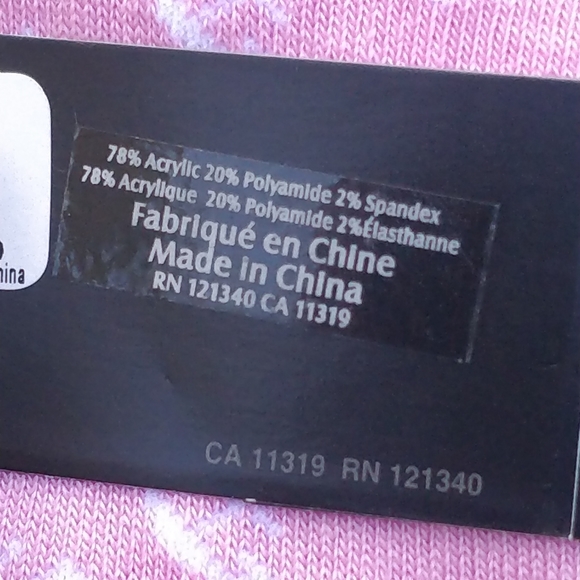 78% Acrylic 20% Polyamide 2% Spandex
78% Acrylique 20% Polyamide 2%Élasthanne
Fabriqué en Chine
Made in China
RN 121340 CA 11319
CA 11319 RN 121340